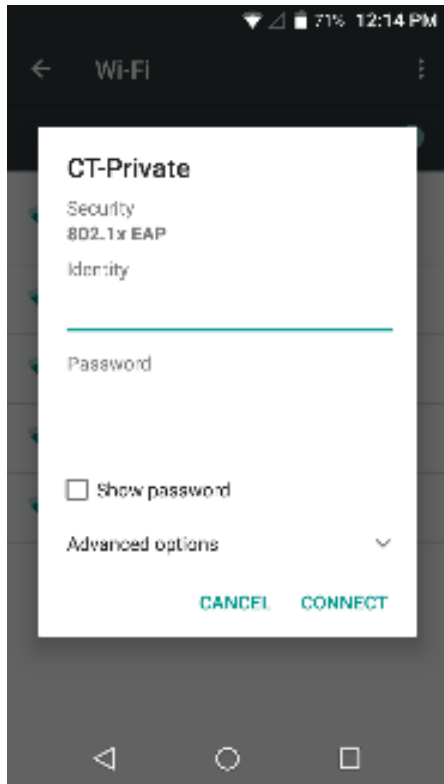 71% 12:14 PM
Wi-Fi
CT-Private
Security
802.1x EAP
Identity
Password
Show password
Advanced options
CANCEL CONNECT